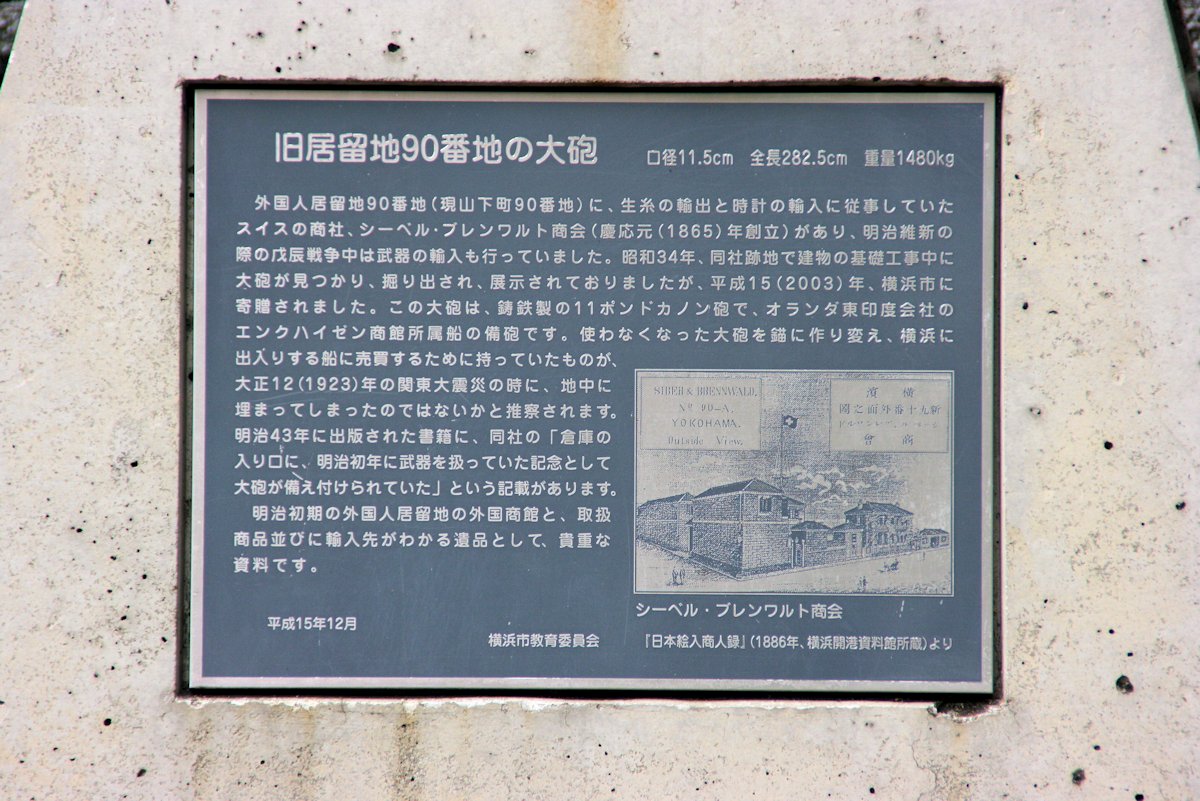 旧居留地90番地の大砲
口径11.5cm 全長282.5cm 重量1480kg
外国人居留地90番地(現山下町90番地)に、生糸の輸出と時計の輸入に従事していた
スイスの商社、シーベル・ブレンワルト商会(慶応元(1865)年創立)があり、明治維新の
際の戊辰戦争中は武器の輸入も行っていました。昭和34年、同社跡地で建物の基礎工事中に
大砲が見つかり、掘り出され、展示されておりましたが、平成15(2003)年、横浜市に
寄贈されました。この大砲は、鋳鉄製の11ポンドカノン砲で、オランダ東印度会社の
エンクハイゼン商館所属船の備砲です。使わなくなった大砲を錨に作り変え、横浜に
出入りする船に売買するために持っていたものが、
大正12(1923)年の関東大震災の時に、地中に
埋まってしまったのではないかと推察されます。
明治43年に出版された書籍に、同社の「倉庫の
入り口に、明治初年に武器を扱っていた記念として
大砲が備え付けられていた」という記載があります。
明治初期の外国人居留地の外国商館と、取扱
商品並びに輸入先がわかる遺品として、貴重な
資料です。
平成15年12月
横浜市教育委員会
SIBER & BRENNWALD.
No 90-A.
YOKOHAMA.
Outside View.
横濱
新九十番外面之圖
シーベル・ブレンワルド
商會
シーベル・ブレンワルト商会
『日本絵入商人録』(1886年、横浜開港資料館所蔵)より